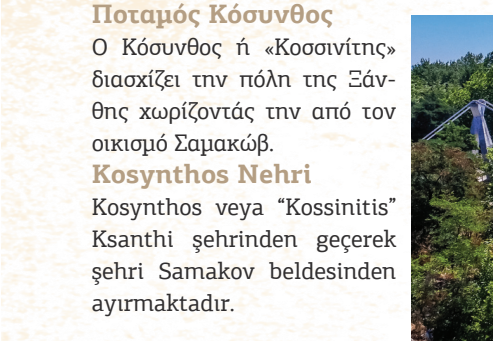 Ποταμός Κόσυνθος
Ο Κόσυνθος ή «Κοσσινίτης»
διασχίζει την πόλη της Ξάν-
θης χωρίζοντάς την από τον
οικισμό Σαμακώβ.
Kosynthos Nehri
Kosynthos veya “Kossinitis”
Ksanthi şehrinden geçerek
şehri Samakov beldesinden
ayırmaktadır.